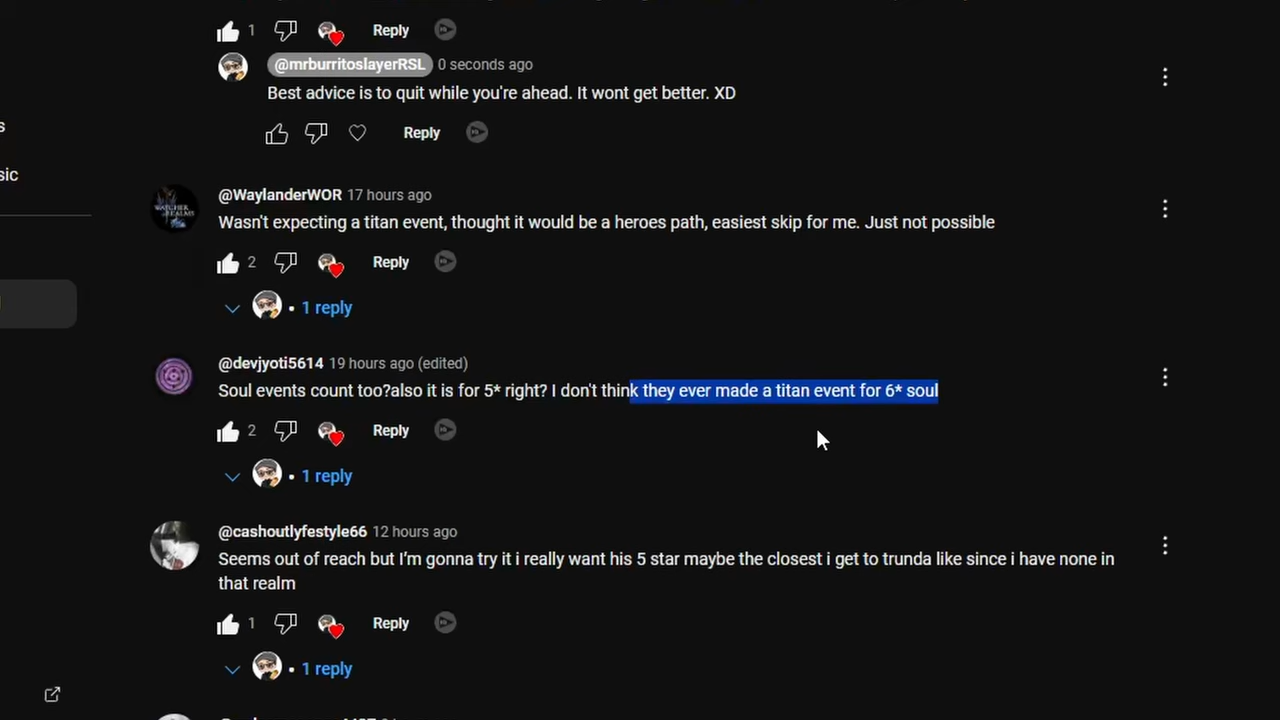 1 Reply
@mrburritoslayerRSL 0 seconds ago
Best advice is to quit while you're ahead. It wont get better. XD
Reply
s
sic
@WaylanderWOR 17 hours ago
Wasn't expecting a titan event, thought it would be a heroes path, easiest skip for me. Just not possible
2 Reply
• 1 reply
@devjyoti5614 19 hours ago (edited)
Soul events count too?also it is for 5* right? I don't think they ever made a titan event for 6* soul
2 Reply
• 1 reply
@cashoutlyfestyle66 12 hours ago
Seems out of reach but I'm gonna try it i really want his 5 star maybe the closest i get to trunda like since i have none in
that realm
1 Reply
• 1 reply